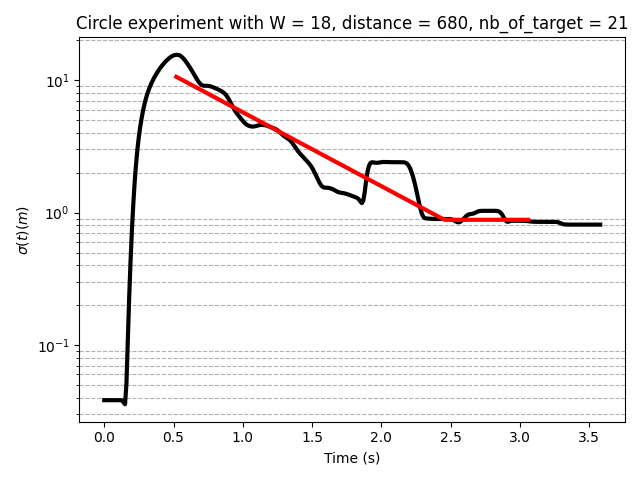 Circle experiment with W = 18, distance = 680, nb_of_target = 21
10¹
10⁰
10⁻¹
σ(t)(m)
0.0 0.5 1.0 1.5 2.0 2.5 3.0 3.5
Time (s)